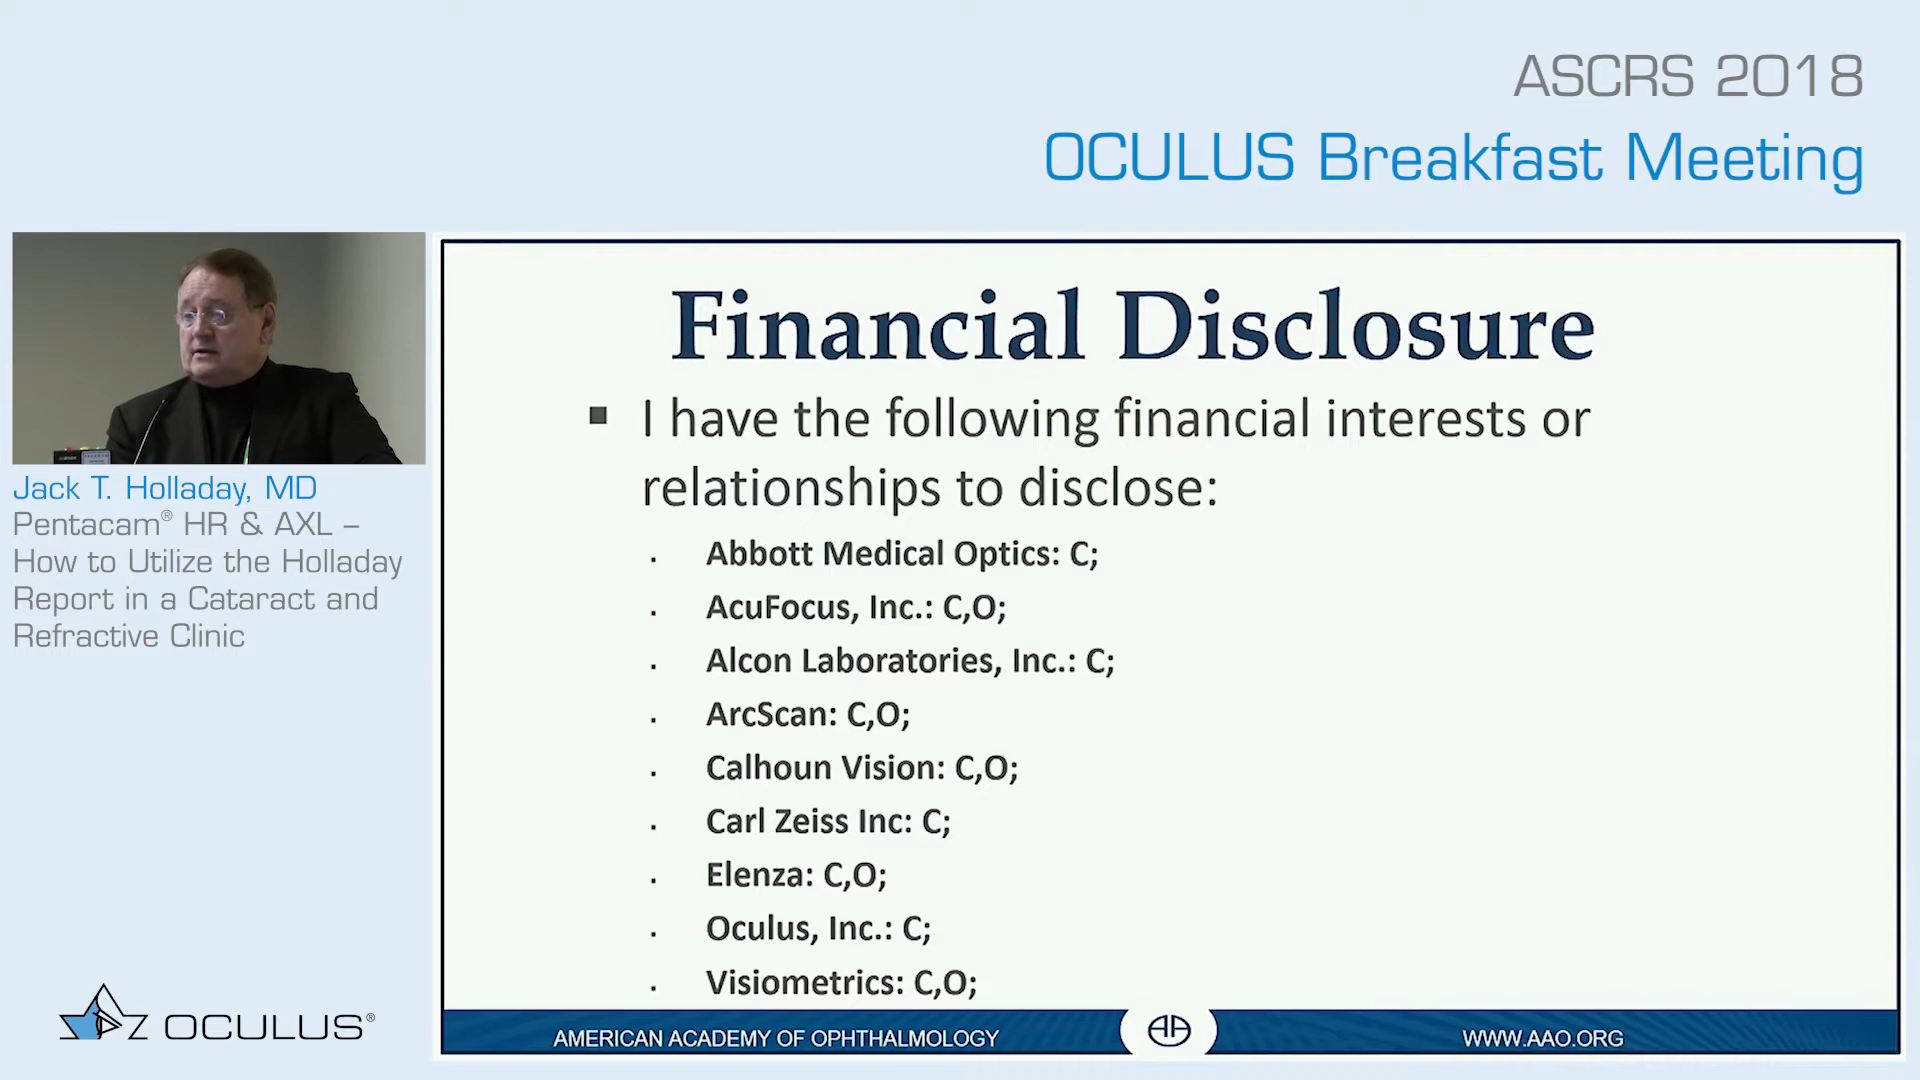 ASCRS 2018
OCULUS Breakfast Meeting
Jack T. Holladay, MD
Pentacam® HR & AXL –
How to Utilize the Holladay
Report in a Cataract and
Refractive Clinic
OCULUS®
Financial Disclosure
▪ I have the following financial interests or
relationships to disclose:
· Abbott Medical Optics: C;
· AcuFocus, Inc.: C,O;
· Alcon Laboratories, Inc.: C;
· ArcScan: C,O;
· Calhoun Vision: C,O;
· Carl Zeiss Inc: C;
· Elenza: C,O;
· Oculus, Inc.: C;
· Visiometrics: C,O;
AMERICAN ACADEMY OF OPHTHALMOLOGY
WWW.AAO.ORG